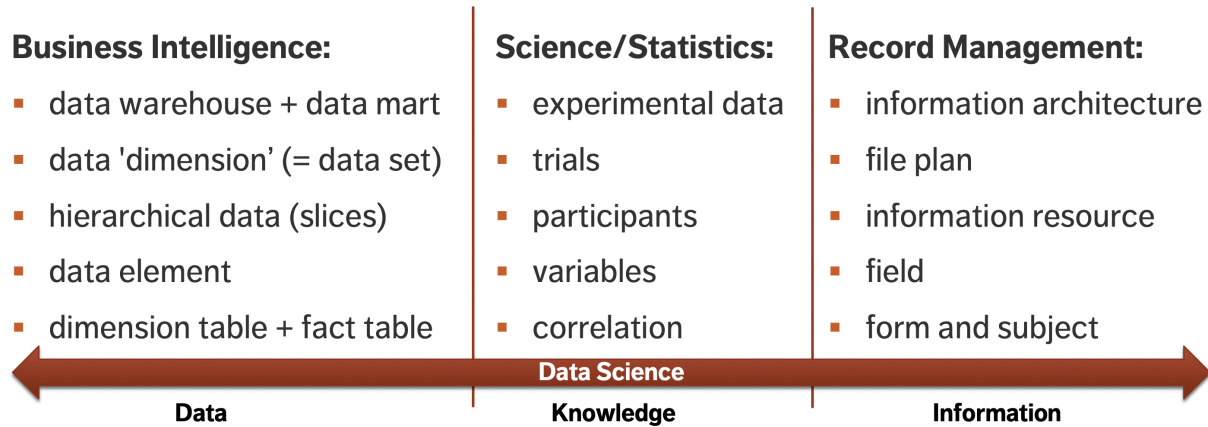 Business Intelligence:
▪ data warehouse + data mart
▪ data 'dimension’ (= data set)
▪ hierarchical data (slices)
▪ data element
▪ dimension table + fact table
Science/Statistics:
▪ experimental data
▪ trials
▪ participants
▪ variables
▪ correlation
Record Management:
▪ information architecture
▪ file plan
▪ information resource
▪ field
▪ form and subject
Data Science
Data
Knowledge
Information